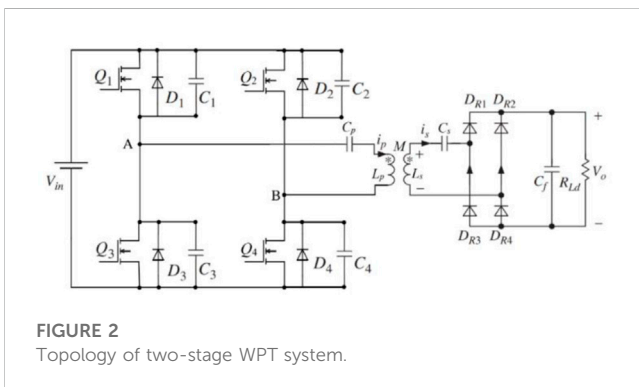 Q1 D1 C1 Q2 D2 C2
DR1 DR2
Cp ip M is Cs +
A * * +
Vin Lp Ls Cf RLd Vo
B −
−
Q3 D3 C3 Q4 D4 C4 DR3 DR4
FIGURE 2
Topology of two-stage WPT system.